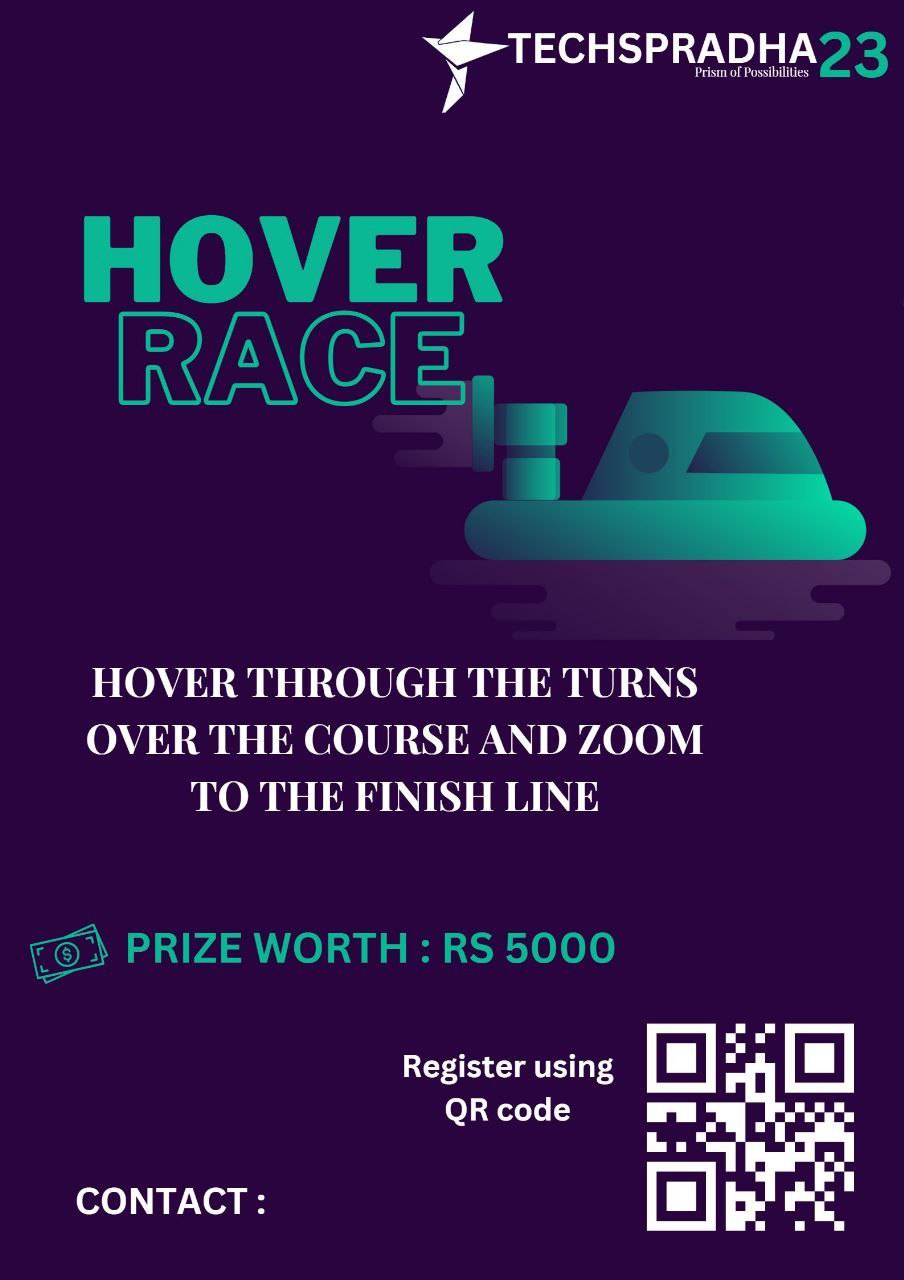 TECHSPRADHA23
Prism of Possibilities
HOVER
RACE
HOVER THROUGH THE TURNS
OVER THE COURSE AND ZOOM
TO THE FINISH LINE
PRIZE WORTH : RS 5000
Register using
QR code
CONTACT :